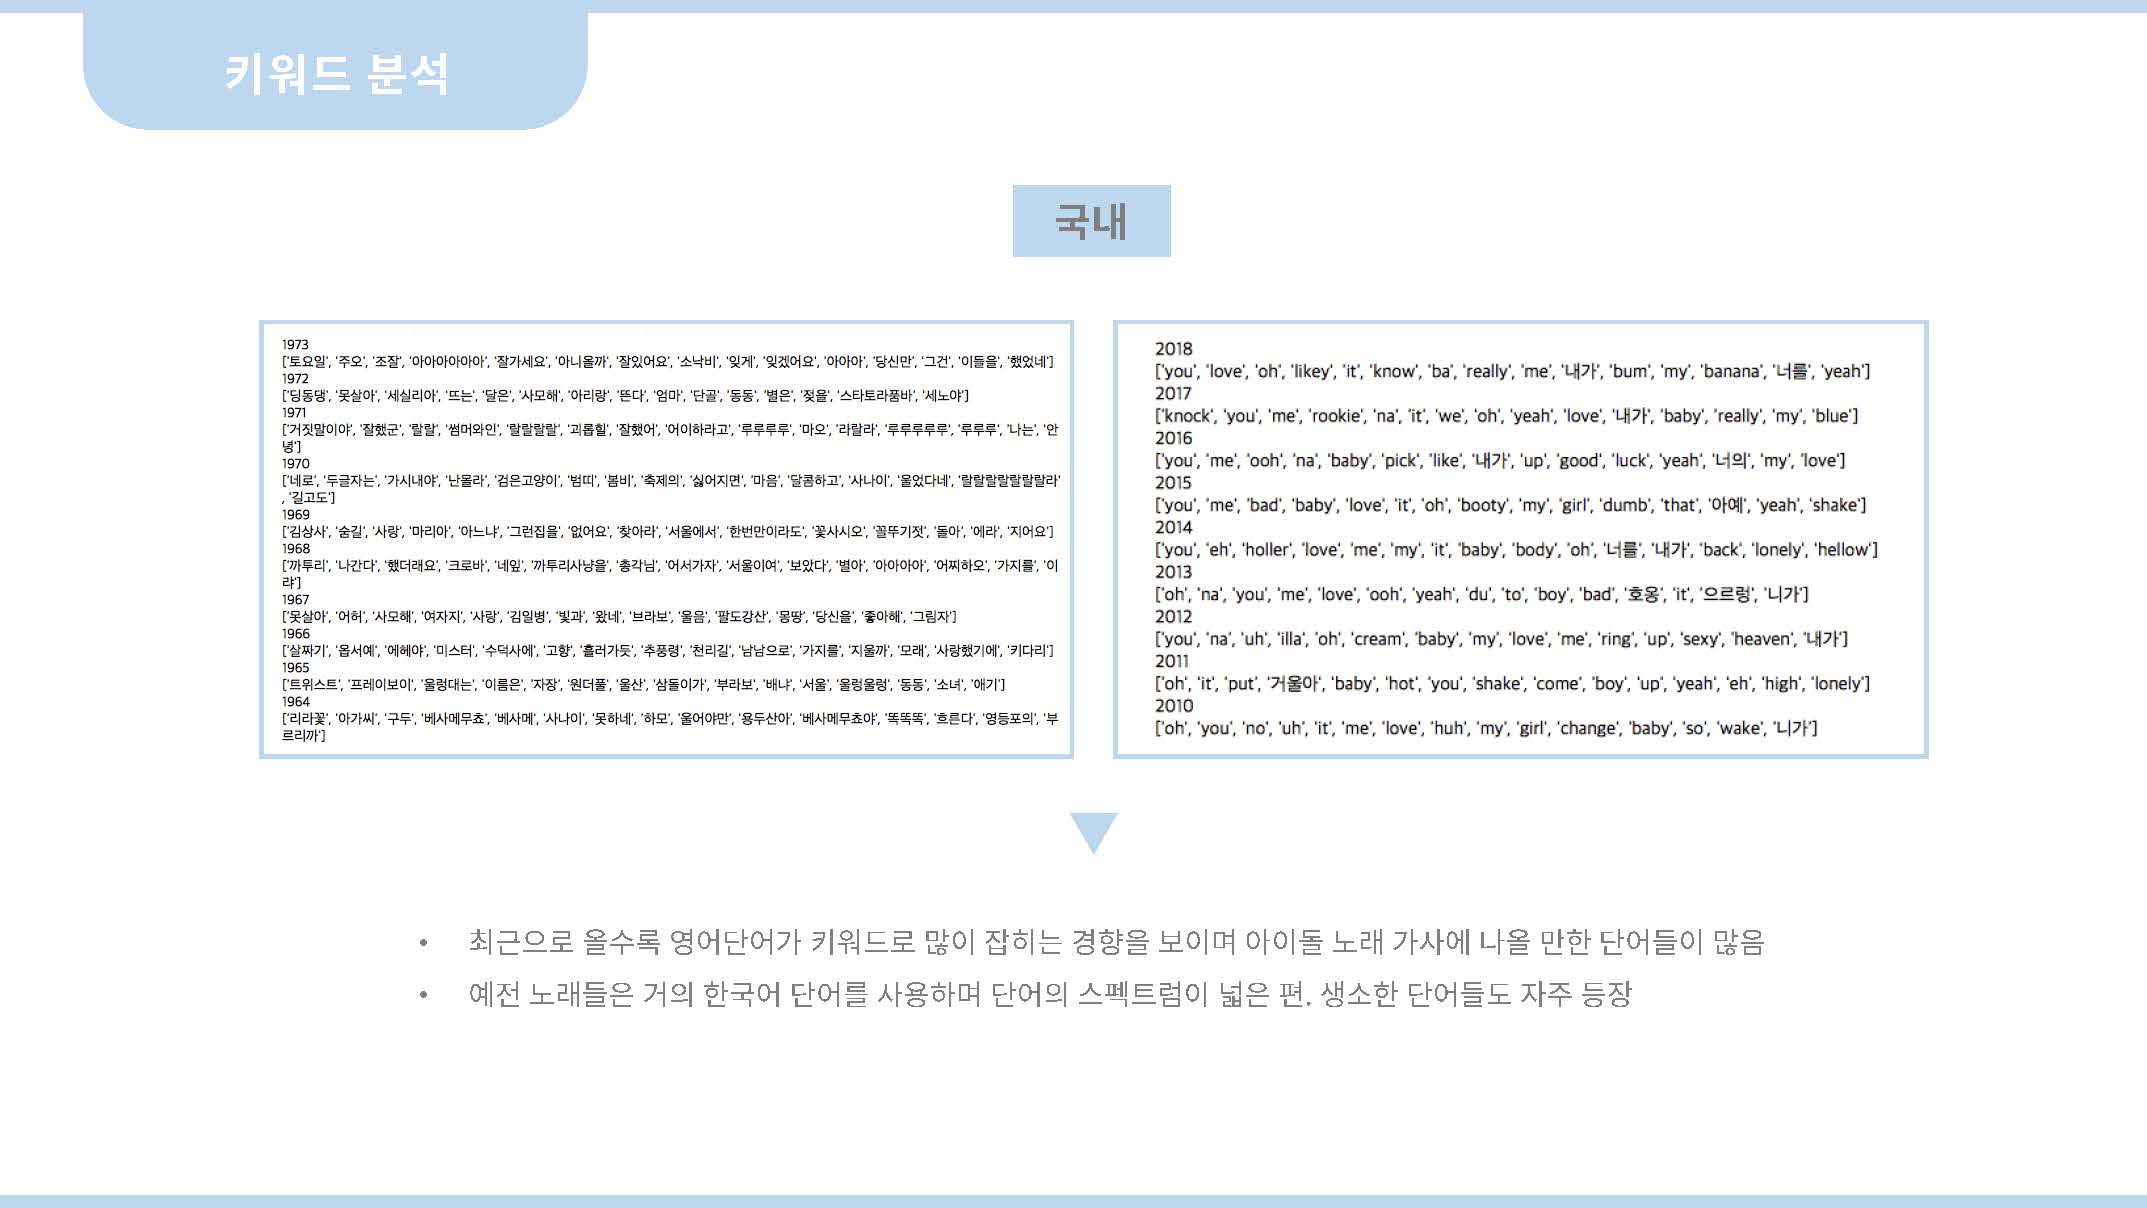 키워드 분석
국내
1973
['토요일', '주오', '조잘', '아아아아아아', '잘가세요', '아니올까', '잘있어요', '소낙비', '잊게', '잊겠어요', '아아아', '당신만', '그건', '이들을', '했었네']
1972
['딩동댕', '못살아', '세실리아', '뜨는', '달은', '사모해', '아리랑', '뜬다', '엄마', '단골', '동동', '별은', '젖을', '스타토라품바', '세노야']
1971
['거짓말이야', '잘했군', '랄랄', '썸머와인', '랄랄랄랄', '괴롭힐', '잘했어', '어이하라고', '루루루루', '마오', '라랄라', '루루루루루', '루루루', '나는', '안
녕']
1970
['네로', '두글자는', '가시내야', '난몰라', '검은고양이', '범띠', '봄비', '축제의', '싫어지면', '마음', '달콤하고', '사나이', '울었다네', '랄랄랄랄랄랄랄라'
, '길고도']
1969
['김상사', '숨길', '사랑', '마리아', '아느냐', '그런집을', '없어요', '찾아라', '서울에서', '한번만이라도', '꽃사시오', '꼴뚜기젓', '돌아', '에라', '지어요']
1968
['까투리', '나간다', '했더래요', '크로바', '네잎', '까투리사냥을', '총각님', '어서가자', '서울이여', '보았다', '별아', '아아아아', '어찌하오', '가지를', '이
랴']
1967
['못살아', '어허', '사모해', '여자지', '사랑', '김일병', '빛과', '왔네', '브라보', '울음', '팔도강산', '몽땅', '당신을', '좋아해', '그림자']
1966
['살짜기', '옵서예', '에헤야', '미스터', '수덕사에', '고향', '흘러가듯', '추풍령', '천리길', '남남으로', '가지를', '지울까', '모래', '사랑했기에', '키다리']
1965
['트위스트', '프레이보이', '울렁대는', '이름은', '자장', '원더풀', '울산', '삼돌이가', '부라보', '배냐', '서울', '울렁울렁', '동동', '소녀', '애기']
1964
['리라꽃', '아가씨', '구두', '베사메무쵸', '베사메', '사나이', '못하네', '하모', '울어야만', '용두산아', '베사메무쵸야', '똑똑똑', '흐른다', '영등포의', '부
르리까']
2018
['you', 'love', 'oh', 'likey', 'it', 'know', 'ba', 'really', 'me', '내가', 'bum', 'my', 'banana', '너를', 'yeah']
2017
['knock', 'you', 'me', 'rookie', 'na', 'it', 'we', 'oh', 'yeah', 'love', '내가', 'baby', 'really', 'my', 'blue']
2016
['you', 'me', 'ooh', 'na', 'baby', 'pick', 'like', '내가', 'up', 'good', 'luck', 'yeah', '너의', 'my', 'love']
2015
['you', 'me', 'bad', 'baby', 'love', 'it', 'oh', 'booty', 'my', 'girl', 'dumb', 'that', '아예', 'yeah', 'shake']
2014
['you', 'eh', 'holler', 'love', 'me', 'my', 'it', 'baby', 'body', 'oh', '너를', '내가', 'back', 'lonely', 'hellow']
2013
['oh', 'na', 'you', 'me', 'love', 'ooh', 'yeah', 'du', 'to', 'boy', 'bad', '호옹', 'it', '으르렁', '니가']
2012
['you', 'na', 'uh', 'illa', 'oh', 'cream', 'baby', 'my', 'love', 'me', 'ring', 'up', 'sexy', 'heaven', '내가']
2011
['oh', 'it', 'put', '거울아', 'baby', 'hot', 'you', 'shake', 'come', 'boy', 'up', 'yeah', 'eh', 'high', 'lonely']
2010
['oh', 'you', 'no', 'uh', 'it', 'me', 'love', 'huh', 'my', 'girl', 'change', 'baby', 'so', 'wake', '니가']
• 최근으로 올수록 영어단어가 키워드로 많이 잡히는 경향을 보이며 아이돌 노래 가사에 나올 만한 단어들이 많음
• 예전 노래들은 거의 한국어 단어를 사용하며 단어의 스펙트럼이 넓은 편. 생소한 단어들도 자주 등장